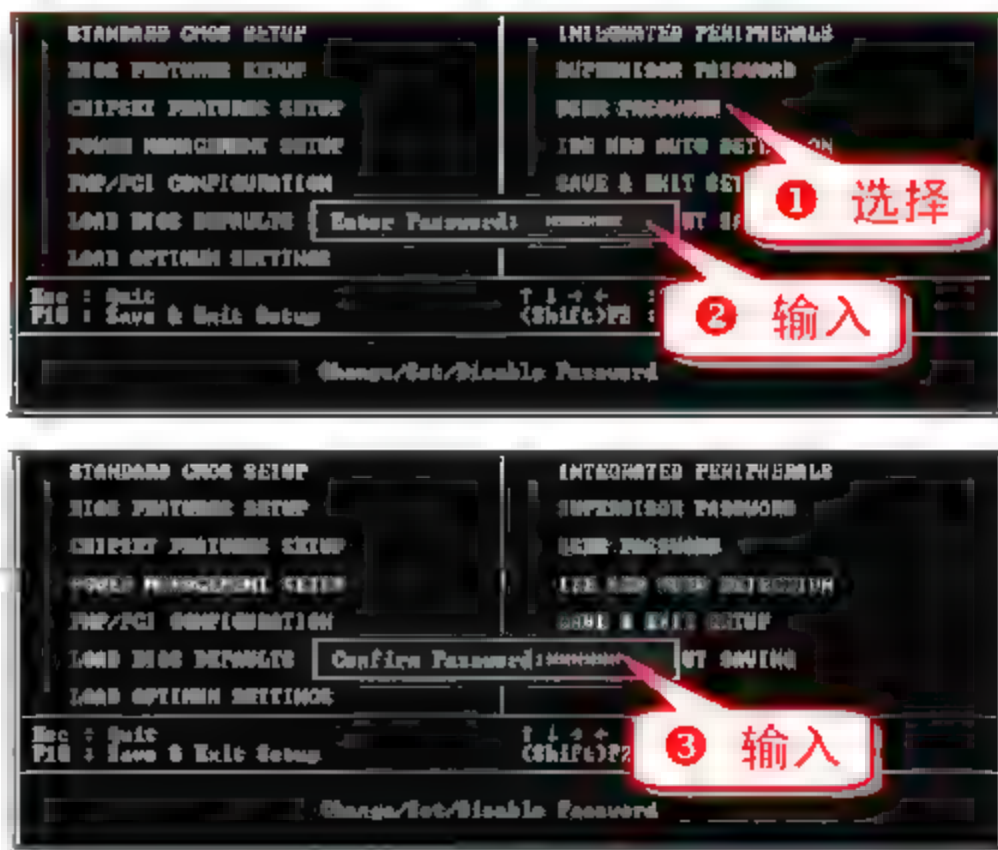 STANDARD CMOS SETUP
INTEGRATED PERIPHERALS
BIOS FEATURES SETUP
SUPERVISOR PASSWORD
CHIPSET FEATURES SETUP
USER PASSWORD
POWER MANAGEMENT SETUP
IDE HDD AUTO DETE ON
PNP/PCI CONFIGURATION
SAVE & EXIT SET
❶ 选择
LOAD BIOS DEFAULTS
Enter Password:
UT SA
LOAD OPTIMUM SETTINGS
Esc : Quit
↑ ↓ → ← :
F10 : Save & Exit Setup
(Shift)F2 :
❷ 输入
Change/Set/Disable Password
STANDARD CMOS SETUP
INTEGRATED PERIPHERALS
BIOS FEATURES SETUP
SUPERVISOR PASSWORD
CHIPSET FEATURES SETUP
USER PASSWORD
POWER MANAGEMENT SETUP
IDE HDD AUTO DETECTION
PNP/PCI CONFIGURATION
SAVE & EXIT SETUP
LOAD BIOS DEFAULTS
Confirm Password:
UT SAVING
LOAD OPTIMUM SETTINGS
Esc : Quit
↑ ↓ → ←
F10 : Save & Exit Setup
(Shift)F2
❸ 输入
Change/Set/Disable Password